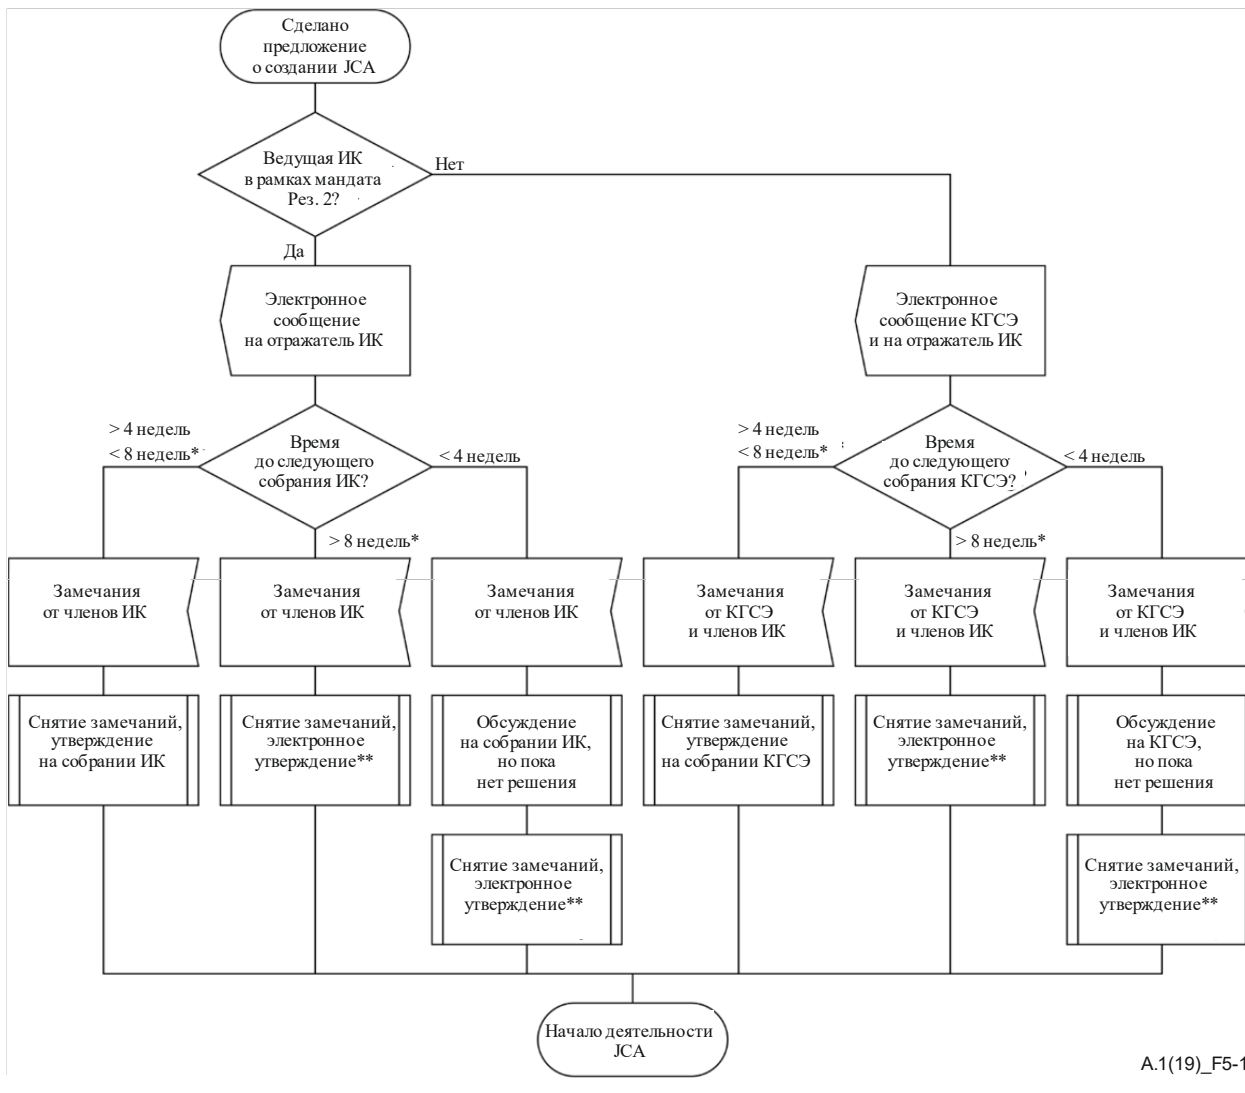 Сделано
предложение
о создании JCA
Ведущая ИК
в рамках мандата
Рез. 2?
Нет
Да
Электронное
сообщение
на отражатель ИК
Электронное
сообщение КГСЭ
и на отражатель ИК
> 4 недель
< 8 недель*
Время
до следующего
собрания ИК?
< 4 недель
> 8 недель*
> 4 недель
< 8 недель*
Время
до следующего
собрания КГСЭ?
< 4 недель
> 8 недель*
Замечания
от членов ИК
Замечания
от членов ИК
Замечания
от членов ИК
Замечания
от КГСЭ
и членов ИК
Замечания
от КГСЭ
и членов ИК
Замечания
от КГСЭ
и членов ИК
Снятие замечаний,
утверждение
на собрании ИК
Снятие замечаний,
электронное
утверждение**
Обсуждение
на собрании ИК,
но пока
нет решения
Снятие замечаний,
утверждение
на собрании КГСЭ
Снятие замечаний,
электронное
утверждение**
Обсуждение
на КГСЭ,
но пока
нет решения
Снятие замечаний,
электронное
утверждение**
Снятие замечаний,
электронное
утверждение**
Начало деятельности
JCA
A.1(19)_F5-1